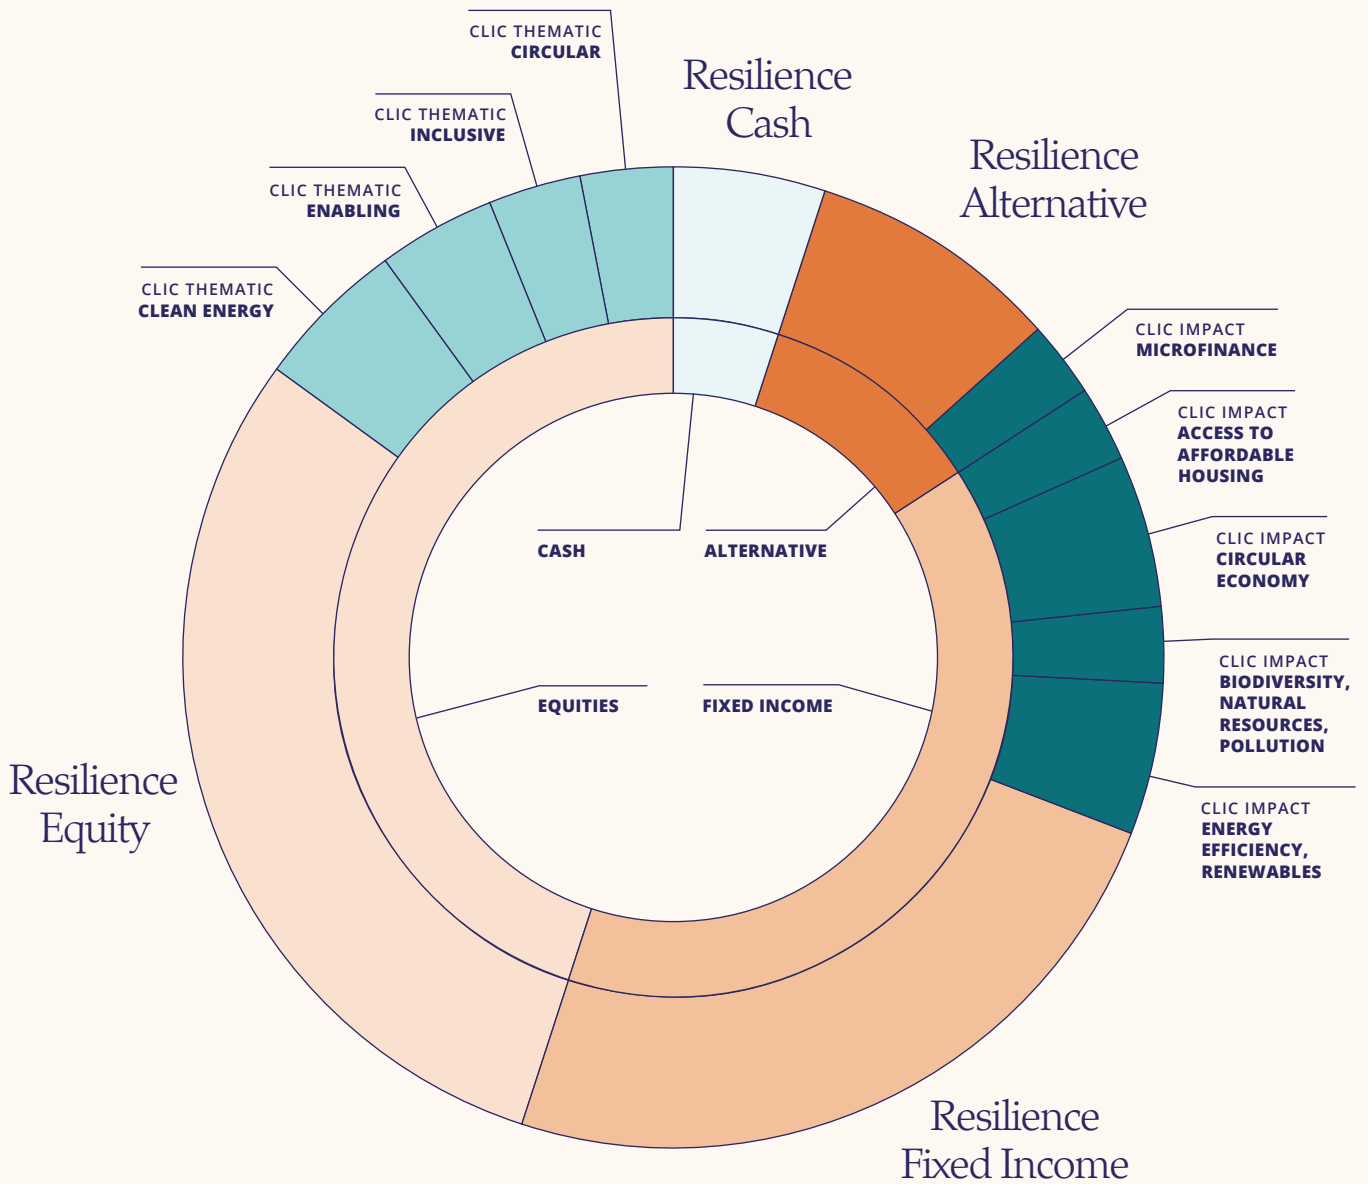 CLIC THEMATIC
CIRCULAR
CLIC THEMATIC
INCLUSIVE
CLIC THEMATIC
ENABLING
CLIC THEMATIC
CLEAN ENERGY
Resilience
Cash
Resilience
Alternative
CLIC IMPACT
MICROFINANCE
CLIC IMPACT
ACCESS TO
AFFORDABLE
HOUSING
CLIC IMPACT
CIRCULAR
ECONOMY
CLIC IMPACT
BIODIVERSITY,
NATURAL
RESOURCES,
POLLUTION
CLIC IMPACT
ENERGY
EFFICIENCY,
RENEWABLES
CASH
ALTERNATIVE
EQUITIES
FIXED INCOME
Resilience
Equity
Resilience
Fixed Income